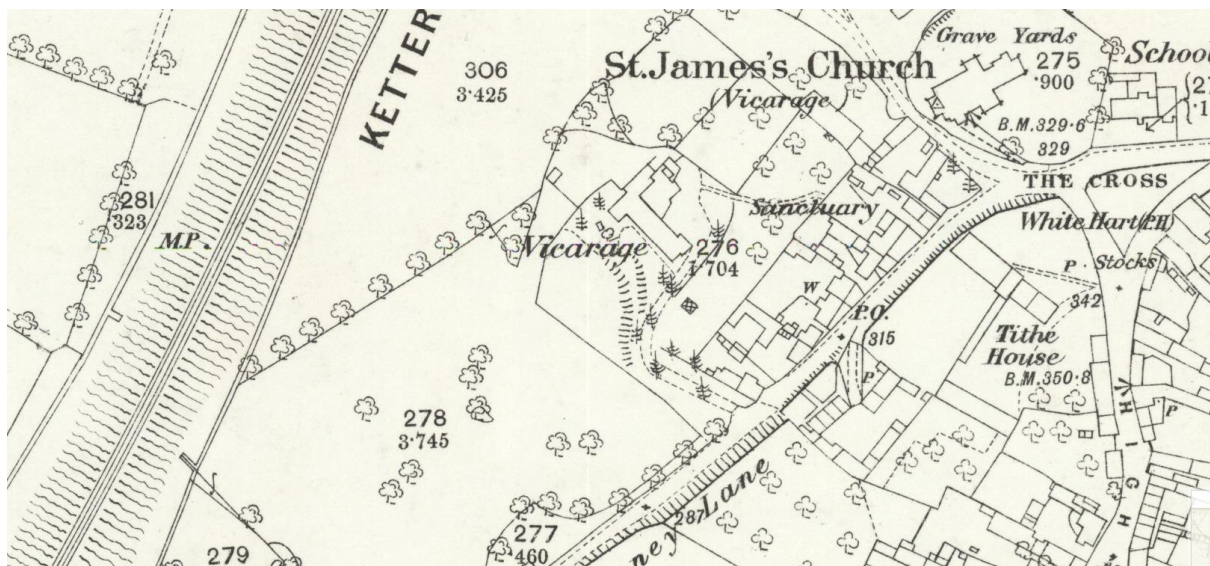 KETTER
306
3·425
St. James's Church
(Vicarage)
Grave Yards
275
·900
School
B.M. 329·6
329
THE CROSS
White Hart (P.H)
281
323
M.P.
Vicarage
Sanctuary
276
1·704
W
P.O.
315
P
P
Stocks
342
Tithe
House
B.M. 350·8
P
HIGH
278
3·745
277
·460
287
ney Lane
279